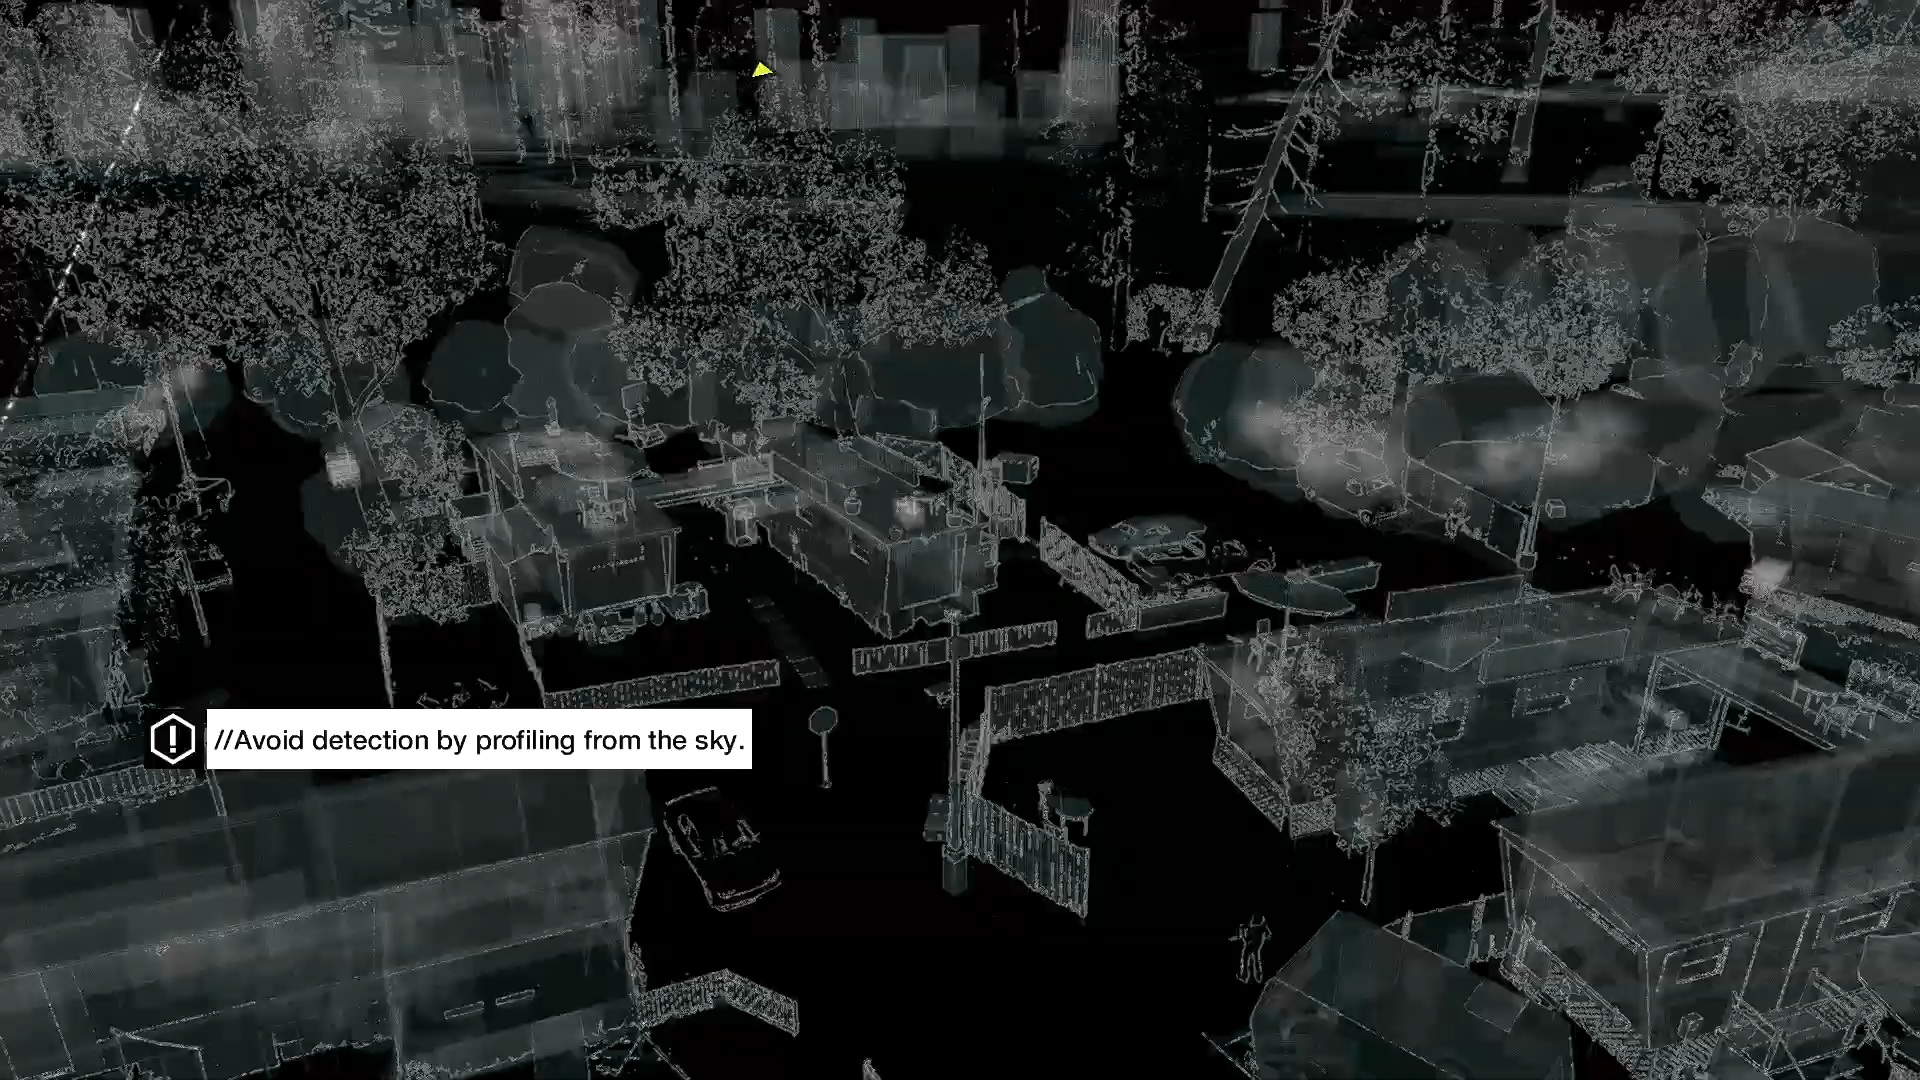 //Avoid detection by profiling from the sky.